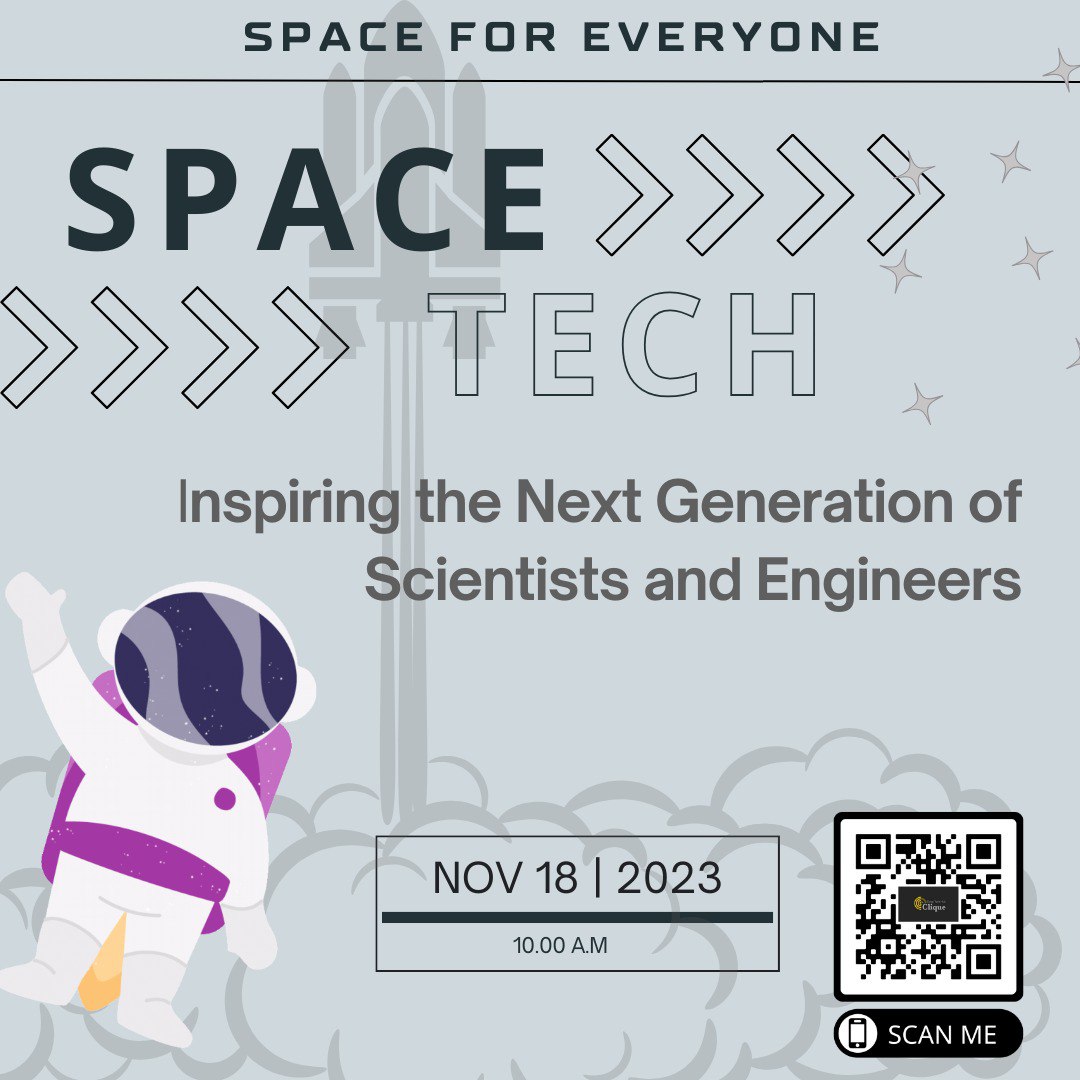 SPACE FOR EVERYONE
SPACE
TECH
Inspiring the Next Generation of
Scientists and Engineers
NOV 18 | 2023
10.00 A.M
Clique
SCAN ME